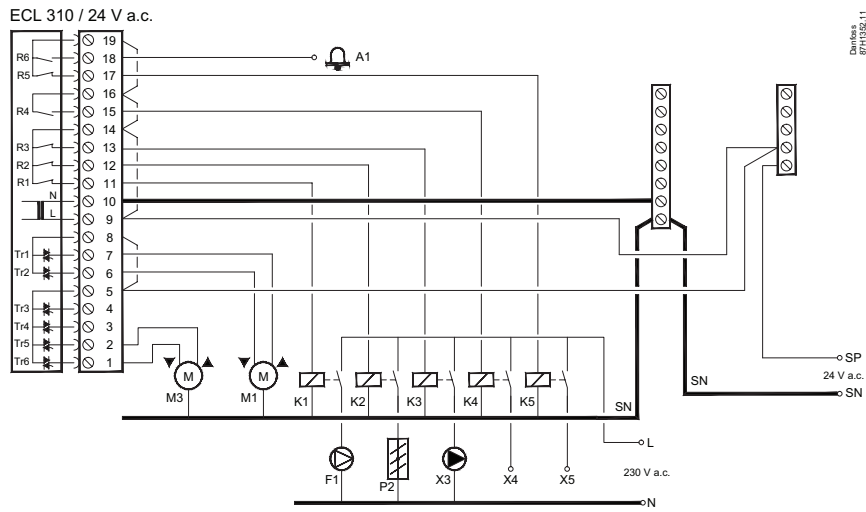 ECL 310 / 24 V a.c.
Danfoss
87H1352.11
19
R6 18 A1
R5 17
16
R4 15
14
R3 13
R2 12
R1 11
N 10
L 9
8
Tr1 7
Tr2 6
5
Tr3 4
Tr4 3
Tr5 2
Tr6 1
SP
24 V a.c.
SN SN
M M
M3 M1 K1 K2 K3 K4 K5 SN
L
230 V a.c.
F1 P2 X3 X4 X5
N